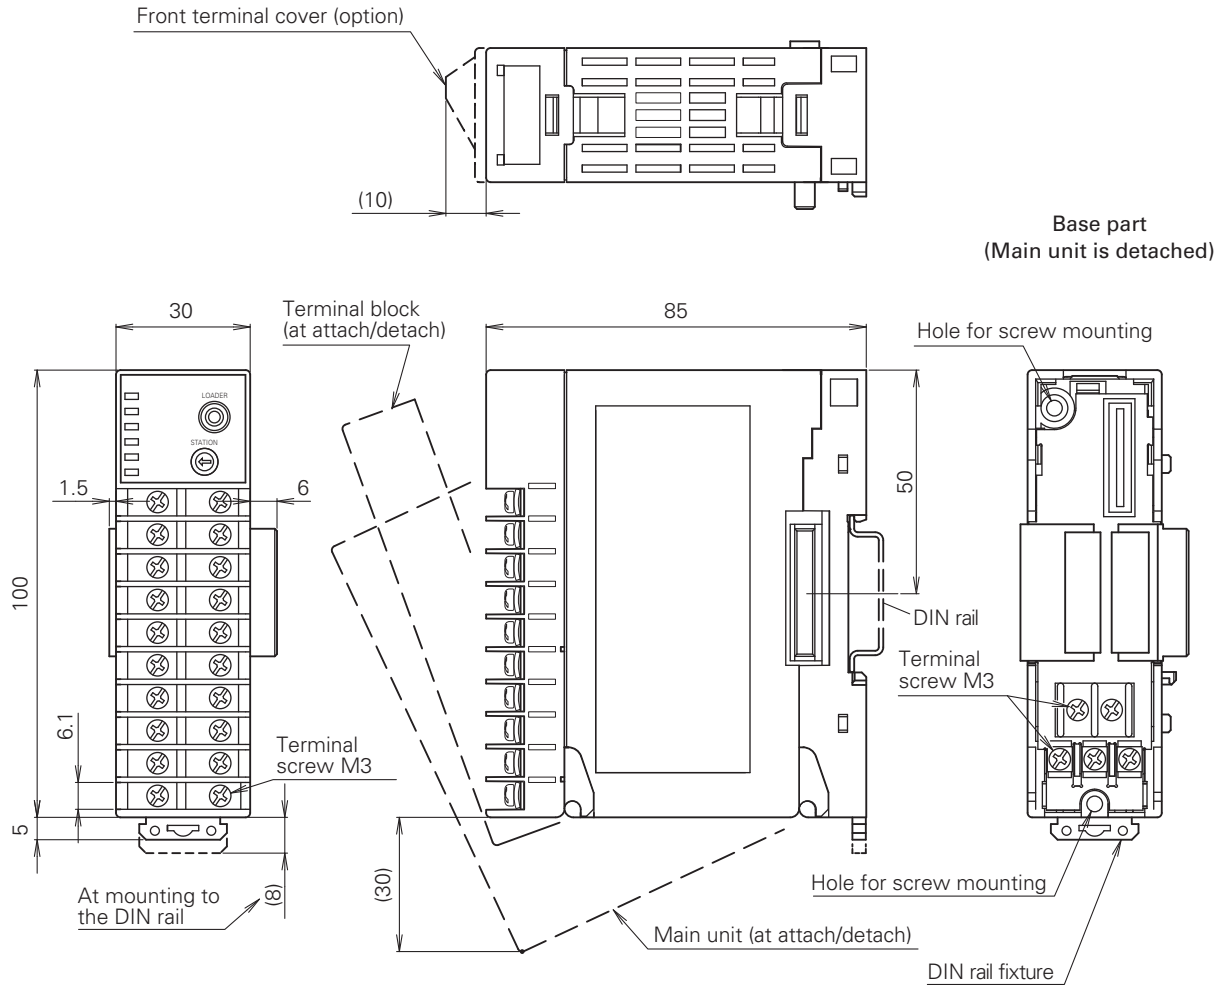 Front terminal cover (option)
(10)
Base part
(Main unit is detached)
30
Terminal block
(at attach/detach)
85
Hole for screw mounting
LOADER
STATION
1.5
6
50
100
DIN rail
Terminal
screw M3
6.1
Terminal
screw M3
5
(8)
(30)
At mounting to
the DIN rail
Hole for screw mounting
Main unit (at attach/detach)
DIN rail fixture